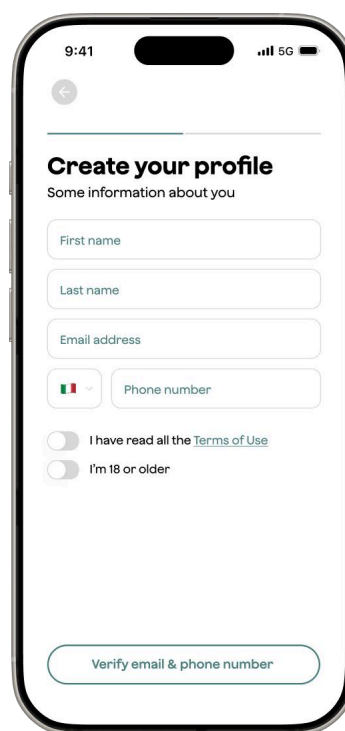 9:41
5G
Create your profile
Some information about you
First name
Last name
Email address
Phone number
I have read all the Terms of Use
I'm 18 or older
Verify email & phone number